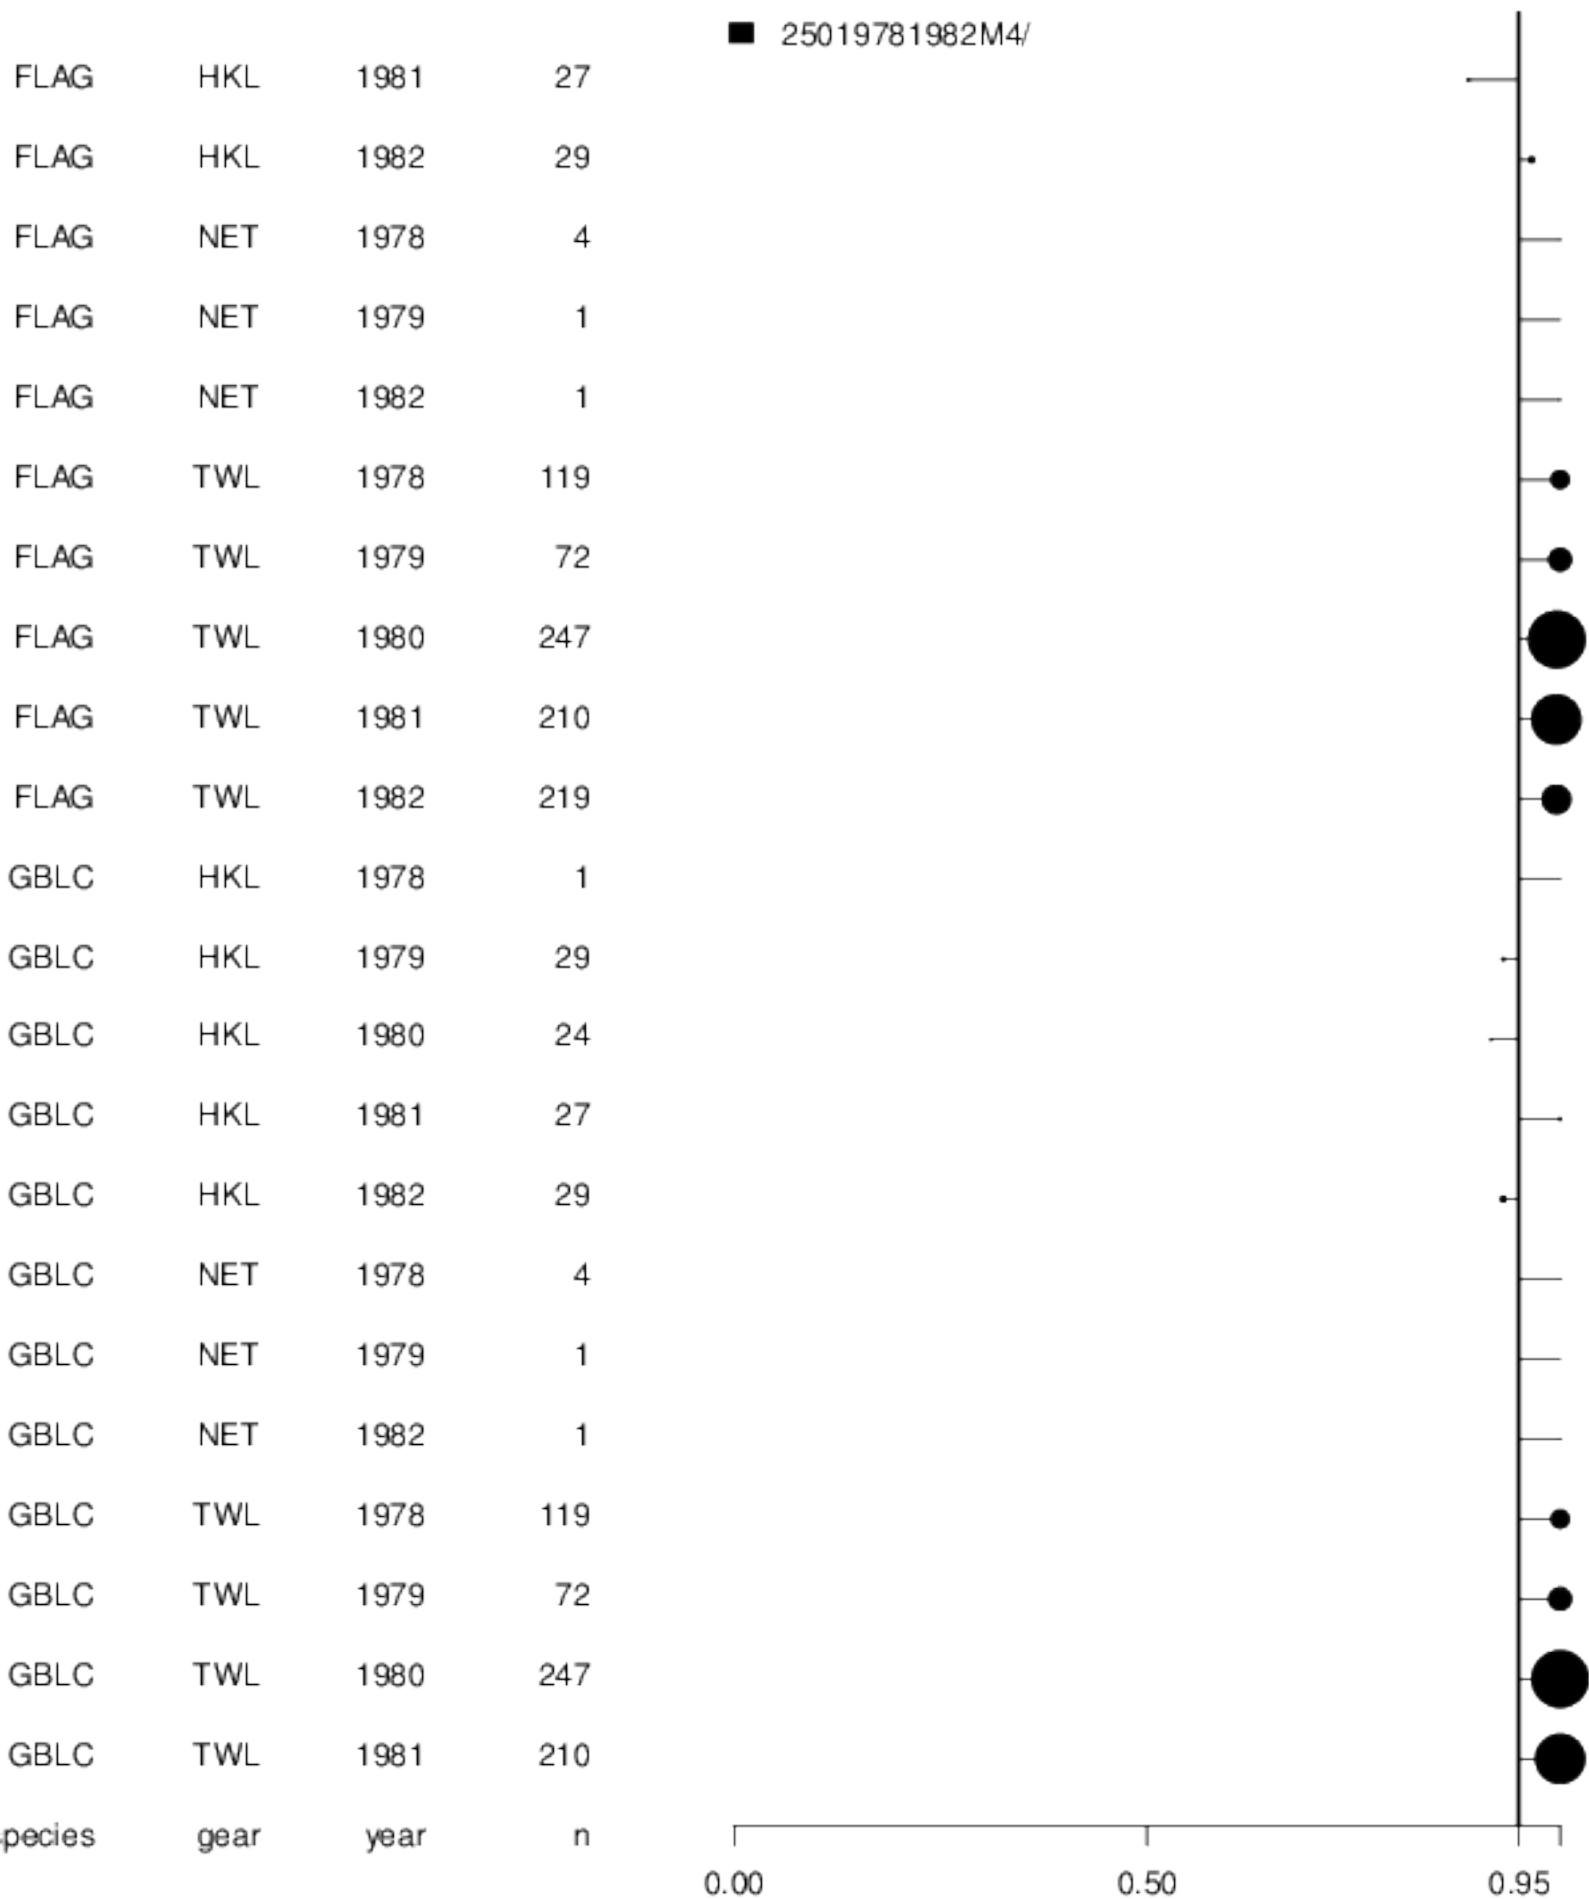 25019781982M4/
FLAG HKL 1981 27
FLAG HKL 1982 29
FLAG NET 1978 4
FLAG NET 1979 1
FLAG NET 1982 1
FLAG TWL 1978 119
FLAG TWL 1979 72
FLAG TWL 1980 247
FLAG TWL 1981 210
FLAG TWL 1982 219
GBLC HKL 1978 1
GBLC HKL 1979 29
GBLC HKL 1980 24
GBLC HKL 1981 27
GBLC HKL 1982 29
GBLC NET 1978 4
GBLC NET 1979 1
GBLC NET 1982 1
GBLC TWL 1978 119
GBLC TWL 1979 72
GBLC TWL 1980 247
GBLC TWL 1981 210
pecies gear year n
0.00 0.50 0.95